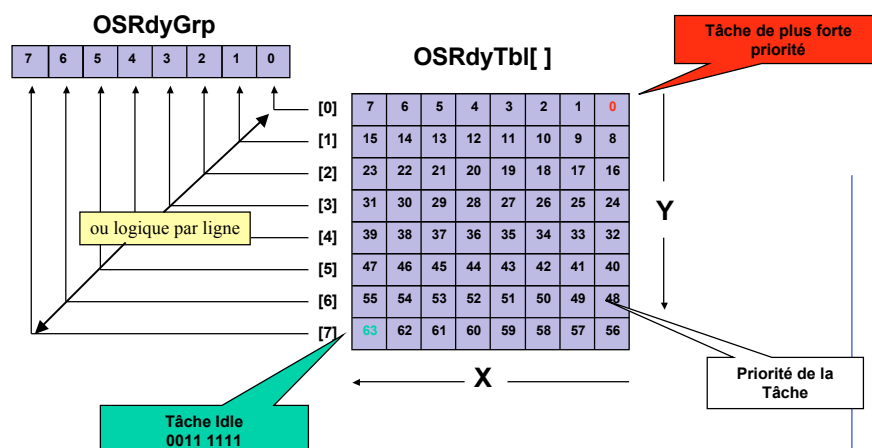 OSRdyGrp
7 6 5 4 3 2 1 0
OSRdyTbl[ ]
Tâche de plus forte
priorité
[0] 7 6 5 4 3 2 1 0
[1] 15 14 13 12 11 10 9 8
[2] 23 22 21 20 19 18 17 16
[3] 31 30 29 28 27 26 25 24
Y
ou logique par ligne
[4] 39 38 37 36 35 34 33 32
[5] 47 46 45 44 43 42 41 40
[6] 55 54 53 52 51 50 49 48
[7] 63 62 61 60 59 58 57 56
X
Priorité de la
Tâche
Tâche Idle
0011 1111